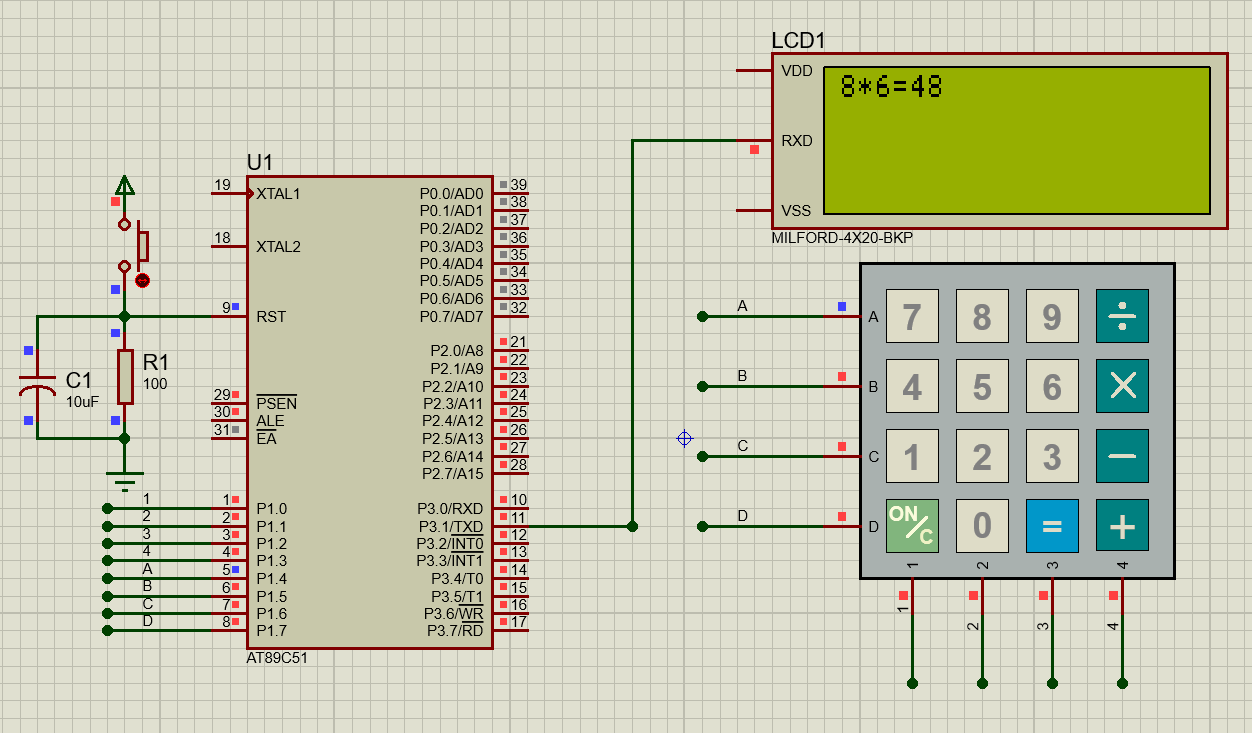 LCD1
VDD
8*6=48
RXD
VSS
MILFORD-4X20-BKP
U1
19 XTAL1
18 XTAL2
9 RST
29 PSEN
30 ALE
31 EA
1 1 P1.0
2 2 P1.1
3 3 P1.2
4 4 P1.3
A 5 P1.4
B 6 P1.5
C 7 P1.6
D 8 P1.7
P0.0/AD0 39
P0.1/AD1 38
P0.2/AD2 37
P0.3/AD3 36
P0.4/AD4 35
P0.5/AD5 34
P0.6/AD6 33
P0.7/AD7 32
P2.0/A8 21
P2.1/A9 22
P2.2/A10 23
P2.3/A11 24
P2.4/A12 25
P2.5/A13 26
P2.6/A14 27
P2.7/A15 28
P3.0/RXD 10
P3.1/TXD 11
P3.2/INT0 12
P3.3/INT1 13
P3.4/T0 14
P3.5/T1 15
P3.6/WR 16
P3.7/RD 17
AT89C51
C1
10uF
R1
100
A A 7 8 9 ÷
B B 4 5 6 ×
C C 1 2 3 −
D D ON/C 0 = +
1 2 3 4
1 2 3 4